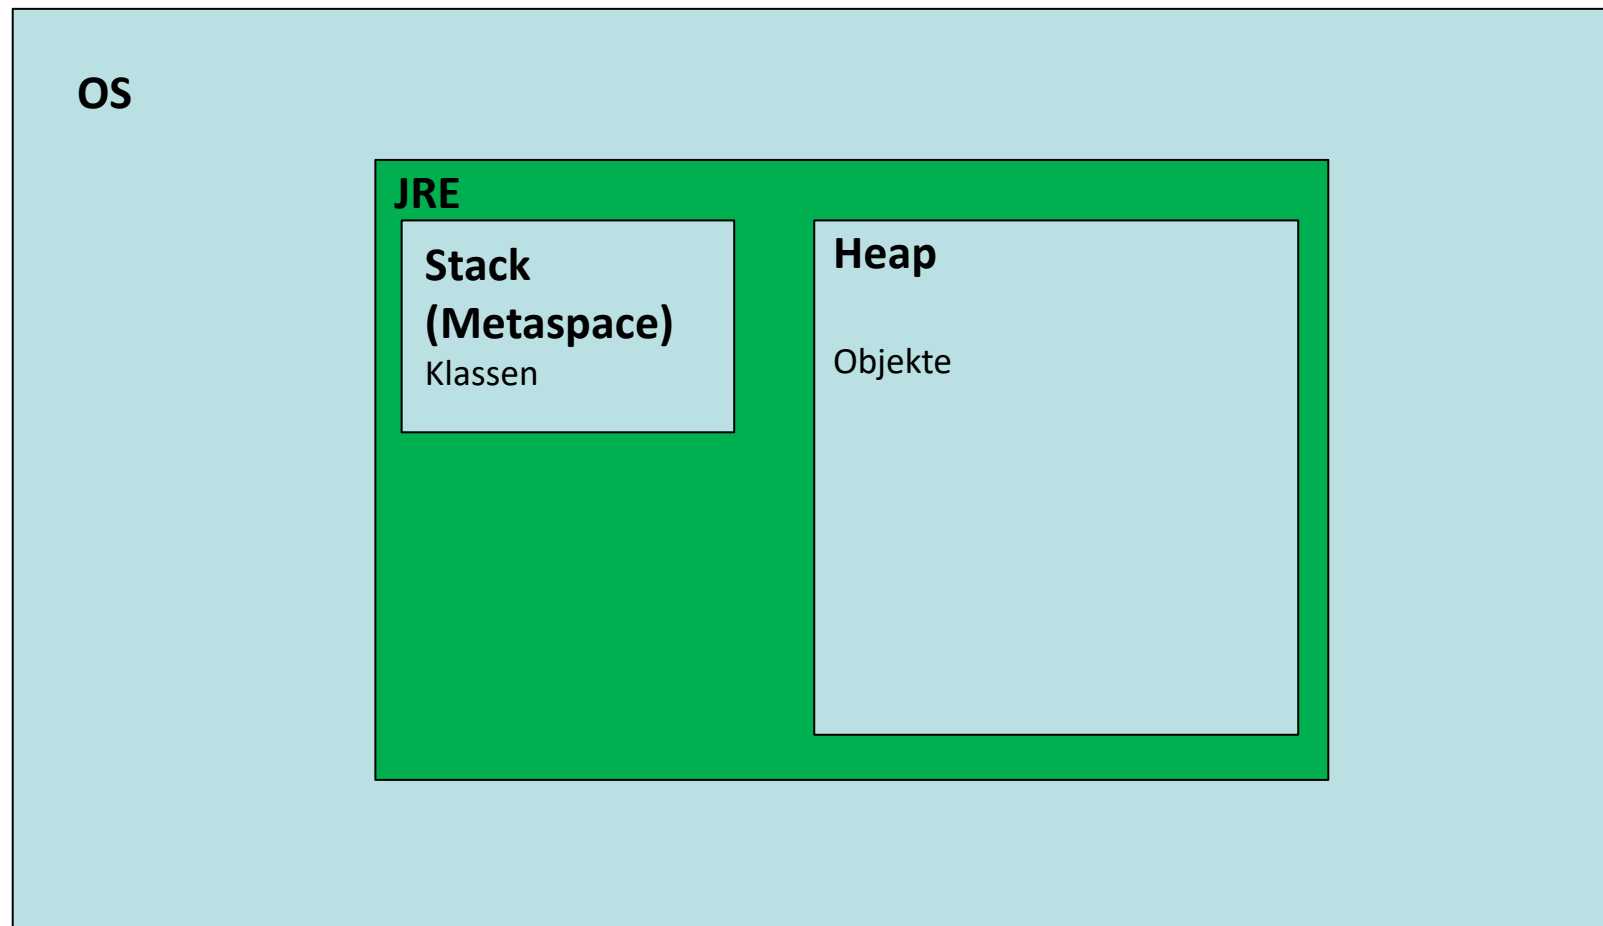 OS
JRE
Stack
(Metaspace)
Klassen
Heap
Objekte